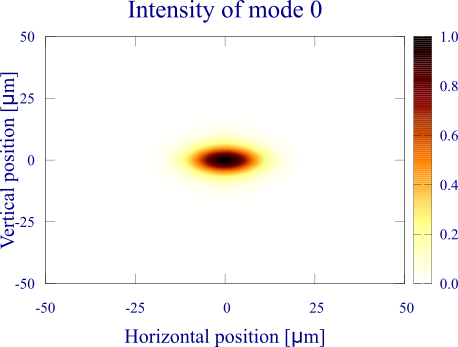 Intensity of mode 0
50
25
0
-25
-50
Vertical position [μm]
-50 -25 0 25 50
Horizontal position [μm]
1.0
0.8
0.6
0.4
0.2
0.0